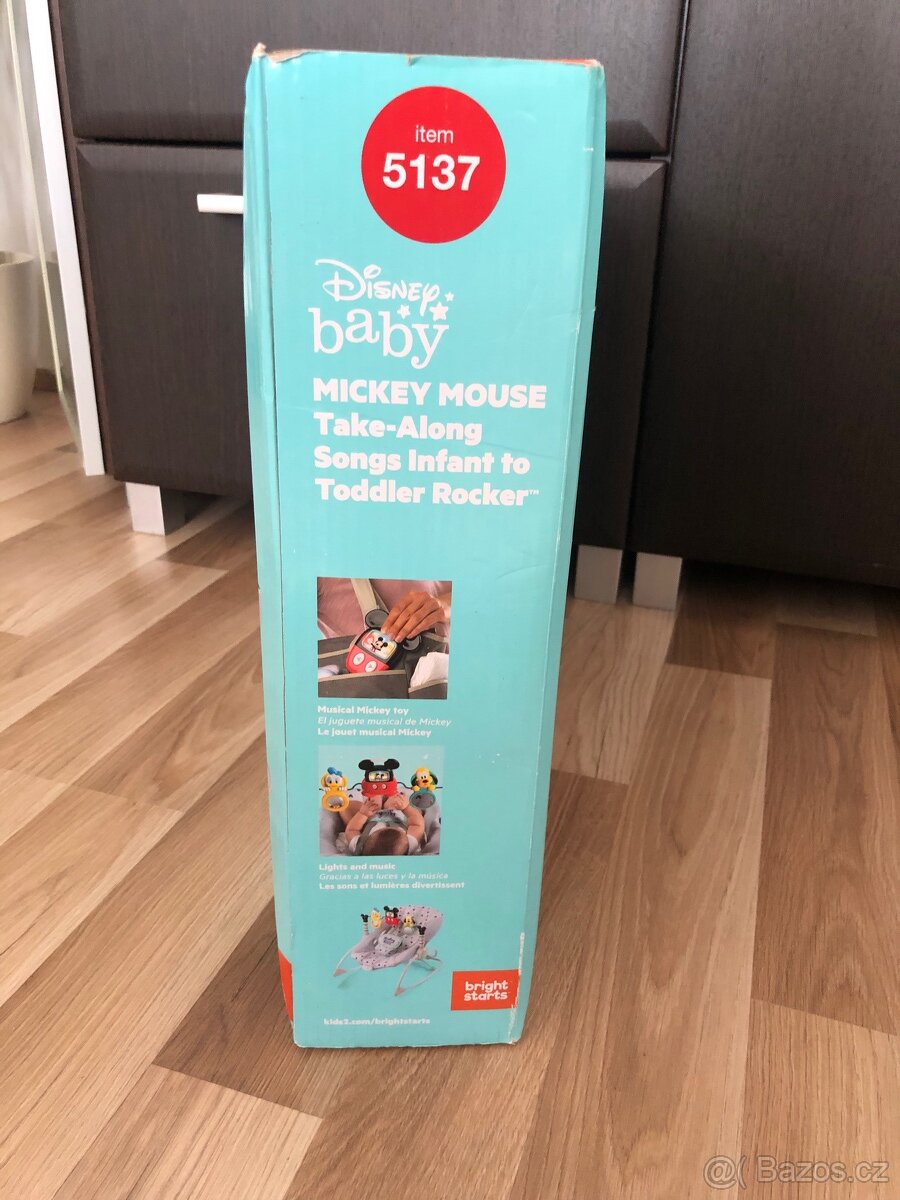 item
5137
Disney
baby
MICKEY MOUSE
Take-Along
Songs Infant to
Toddler Rocker™
Musical Mickey toy
El juguete musical de Mickey
Le jouet musical Mickey
Lights and music
Gracias a las luces y la música
Les sons et lumières divertissent
bright
starts
kids2.com/brightstarts
@( Bazos.cz